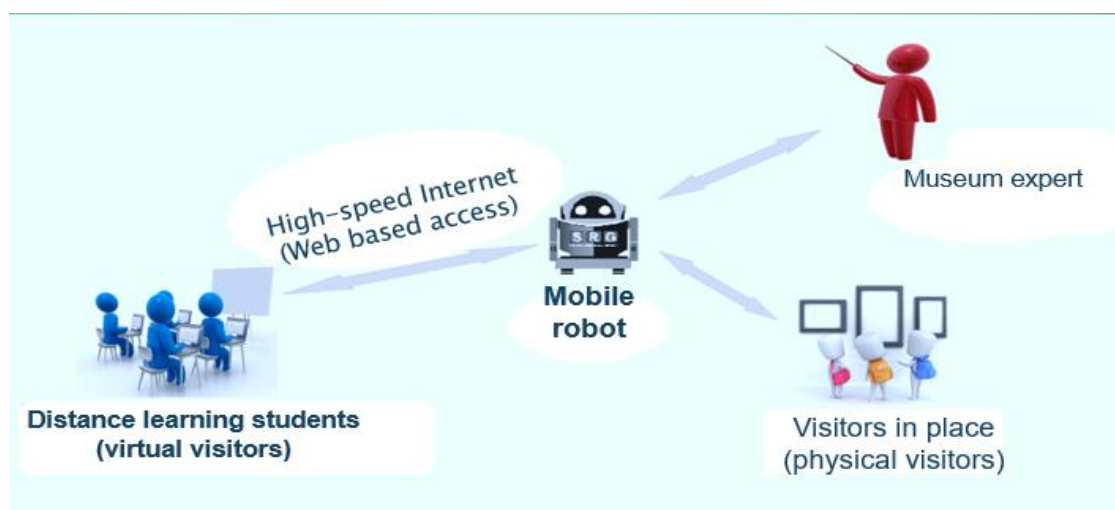 Museum expert
High-speed Internet
(Web based access)
SRG
Mobile
robot
Distance learning students
(virtual visitors)
Visitors in place
(physical visitors)